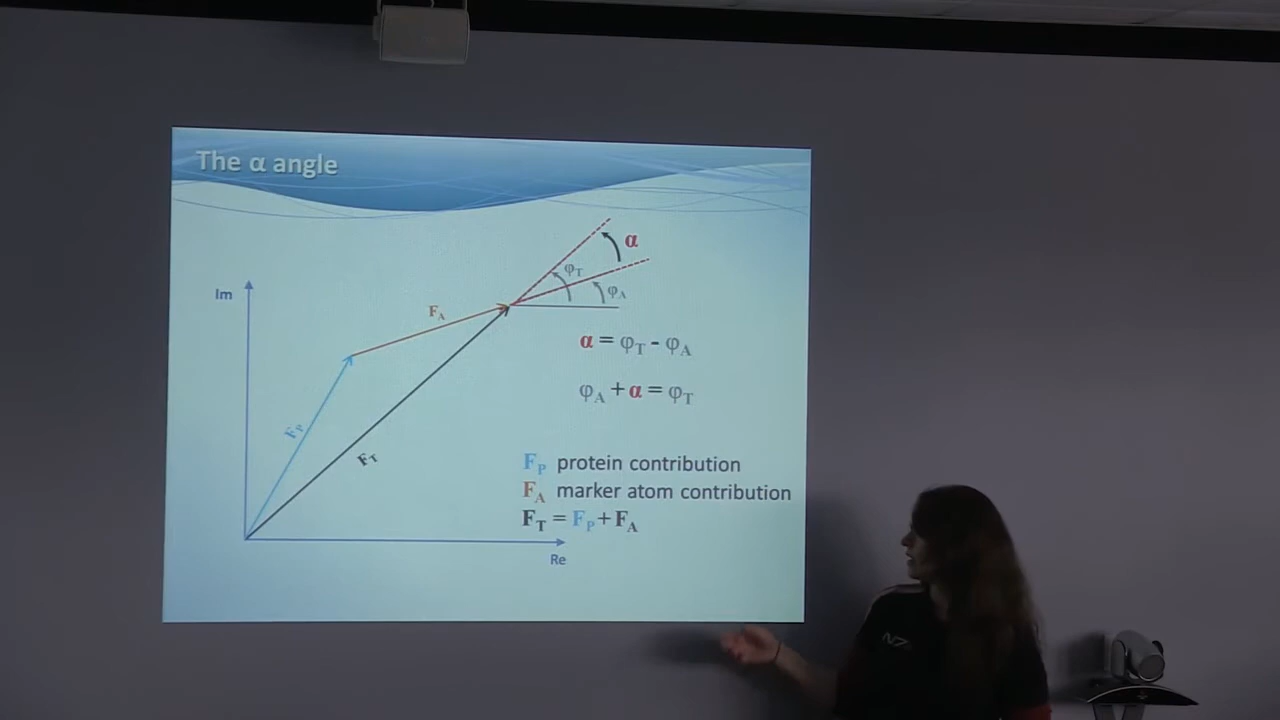 The α angle
Im
α
φT
φA
FA
α = φT - φA
φA + α = φT
FP
FT
FP protein contribution
FA marker atom contribution
FT = FP + FA
Re
N7